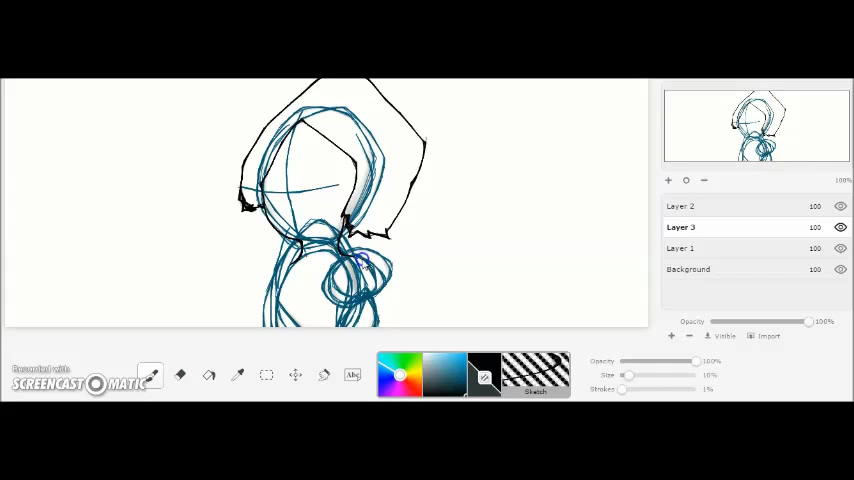 100%
Layer 2 100
Layer 3 100
Layer 1 100
Background 100
Opacity 100%
Visible Import
Recorded with
SCREENCAST MATIC
Abc
Sketch
Opacity 100%
Size 10%
Strokes 1%